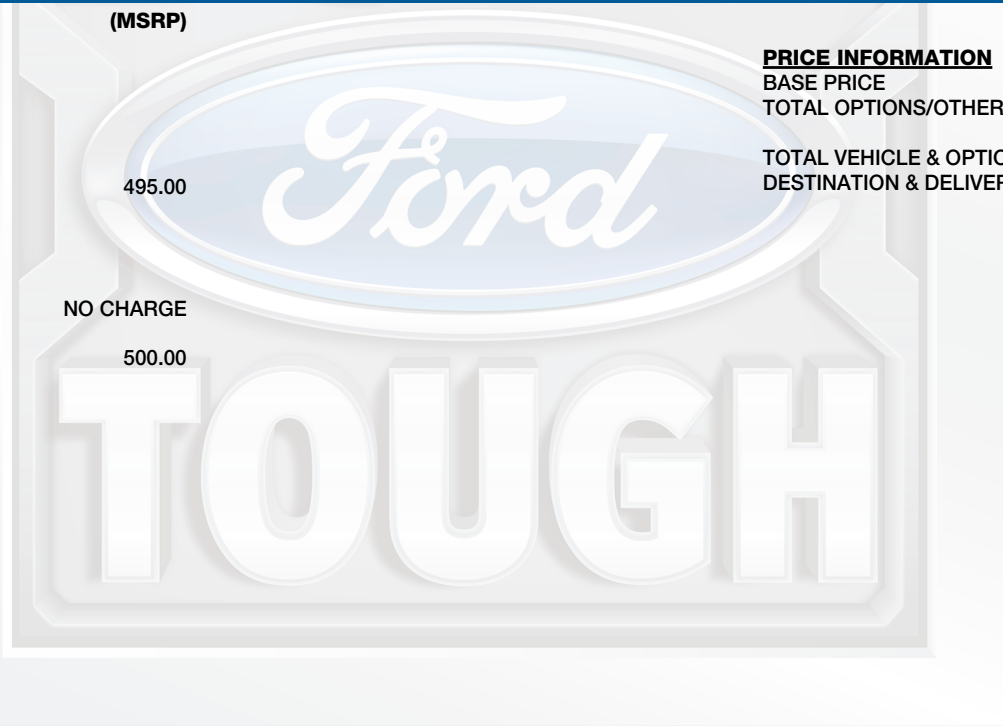 (MSRP)
495.00
NO CHARGE
500.00
PRICE INFORMATION
BASE PRICE
TOTAL OPTIONS/OTHER
TOTAL VEHICLE & OPTIO
DESTINATION & DELIVER
Ford
TOUGH